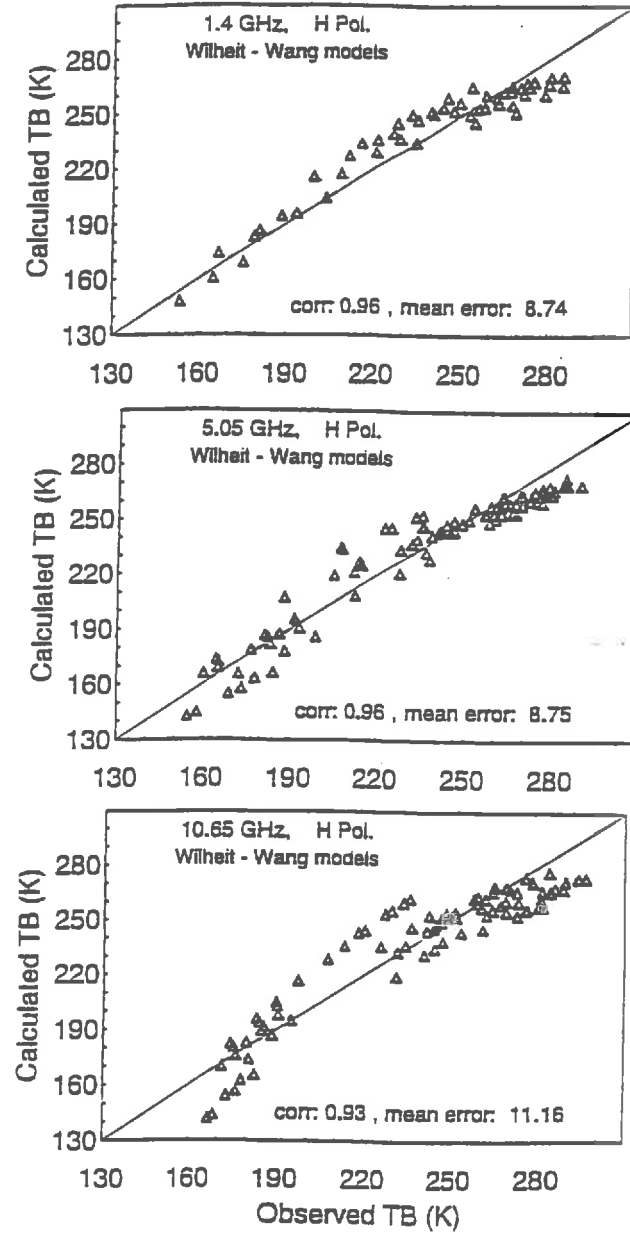 1.4 GHz, H Pol.
Wilheit - Wang models
Calculated TB (K)
280
250
220
190
160
130
corr: 0.96 , mean error: 8.74
130 160 190 220 250 280
5.05 GHz, H Pol.
Wilheit - Wang models
Calculated TB (K)
280
250
220
190
160
130
corr: 0.96 , mean error: 8.75
130 160 190 220 250 280
10.65 GHz, H Pol.
Wilheit - Wang models
Calculated TB (K)
280
250
220
190
160
130
corr: 0.93 , mean error: 11.16
130 160 190 220 250 280
Observed TB (K)